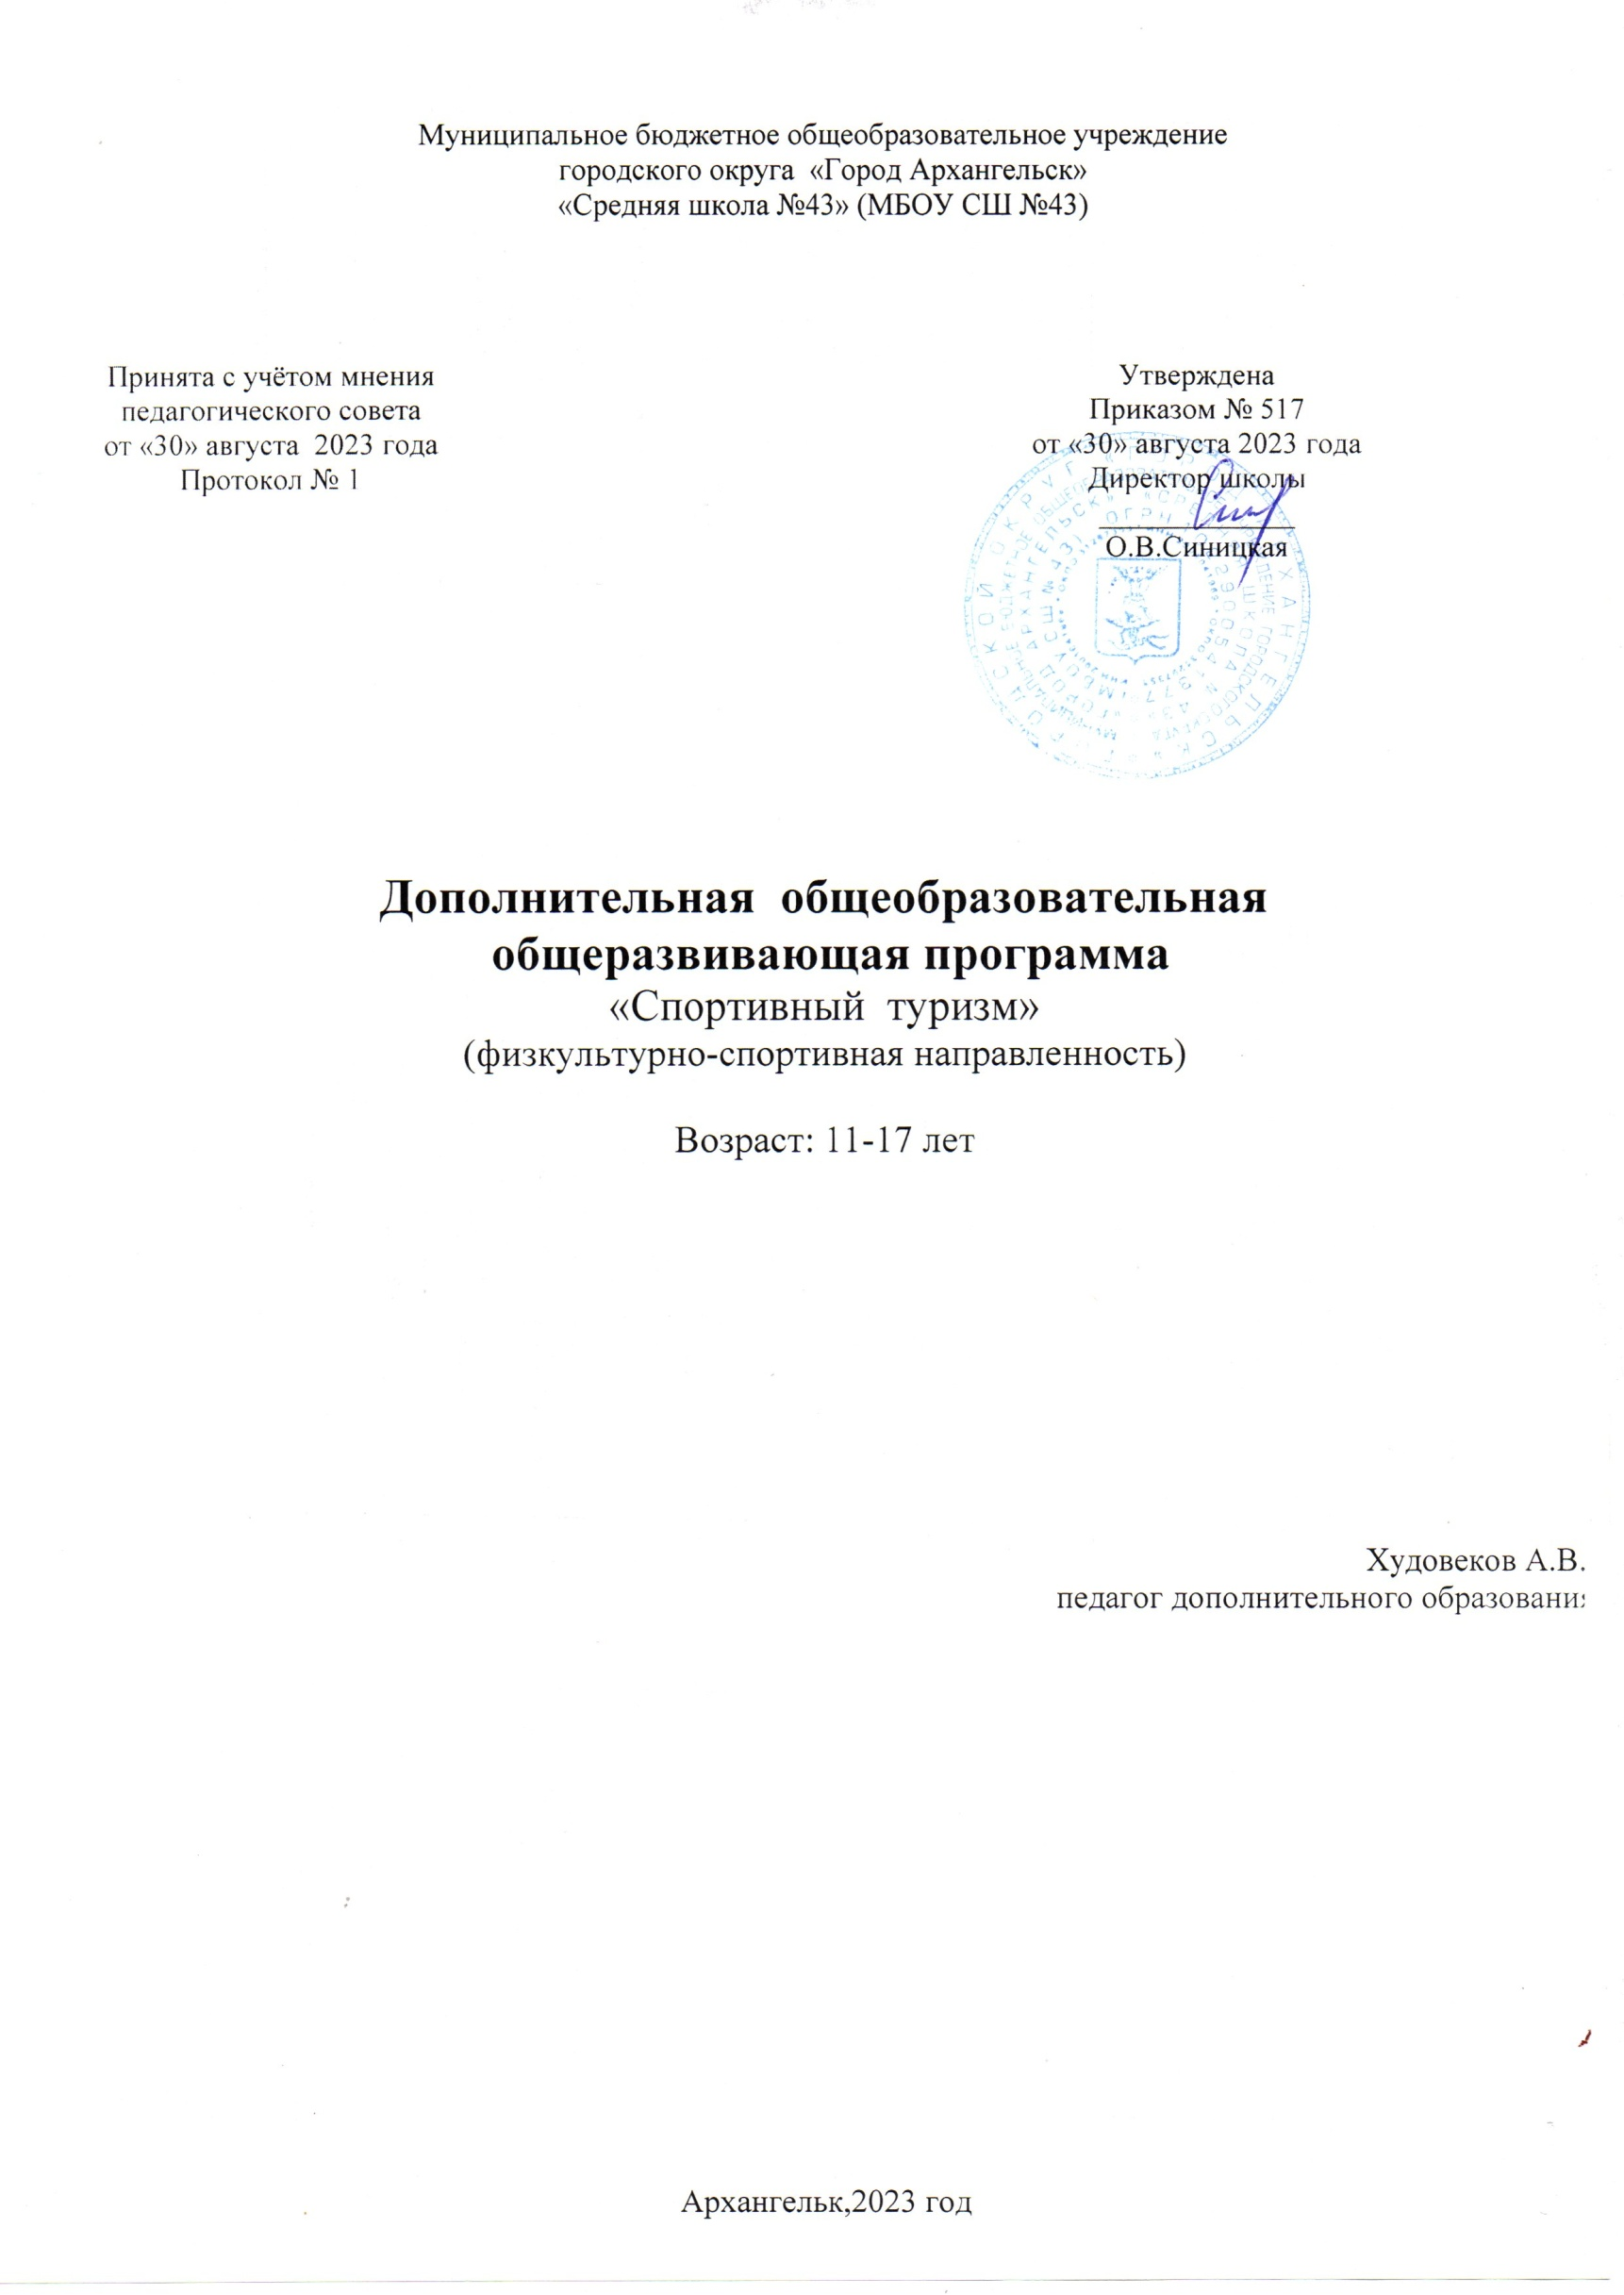 Муниципальное бюджетное общеобразовательное учреждение
городского округа «Город Архангельск»
«Средняя школа №43» (МБОУ СШ №43)
Принята с учётом мнения
педагогического совета
от «30» августа 2023 года
Протокол № 1
Утверждена
Приказом № 517
от «30» августа 2023 года
Директор школы
О.В.Синицкая
Дополнительная общеобразовательная
общеразвивающая программа
«Спортивный туризм»
(физкультурно-спортивная направленность)
Возраст: 11-17 лет
Худовеков А.В.
педагог дополнительного
Архангельк,2023 год